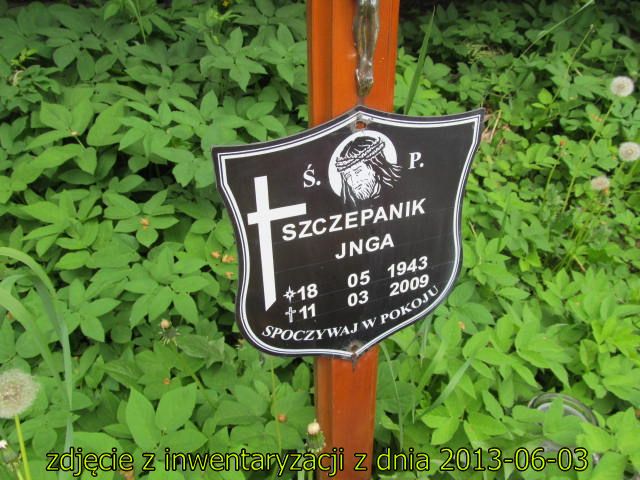 Ś. P.
SZCZEPANIK
JNGA
18 05 1943
11 03 2009
SPOCZYWAJ W POKOJU
zdjęcie z inwentaryzacji z dnia 2013-06-03